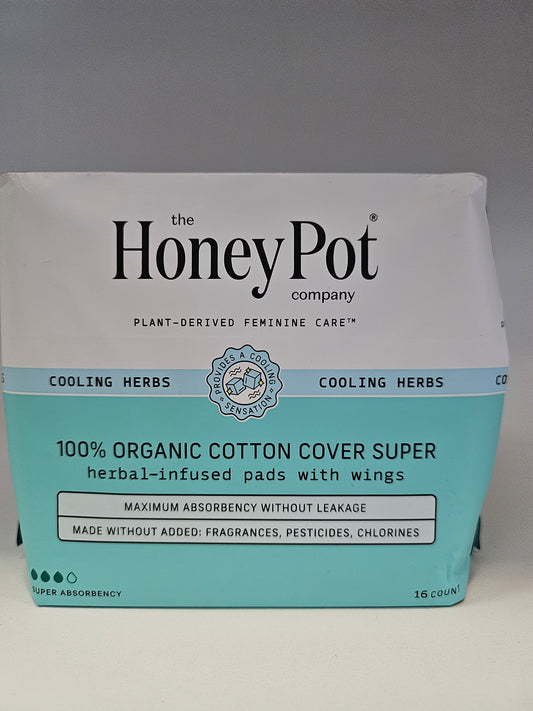 the
HoneyPot®
company
PLANT-DERIVED FEMININE CARE™
COOLING HERBS
PROVIDES A COOLING SENSATION
COOLING HERBS
100% ORGANIC COTTON COVER SUPER
herbal-infused pads with wings
MAXIMUM ABSORBENCY WITHOUT LEAKAGE
MADE WITHOUT ADDED: FRAGRANCES, PESTICIDES, CHLORINES
SUPER ABSORBENCY
16 COUNT